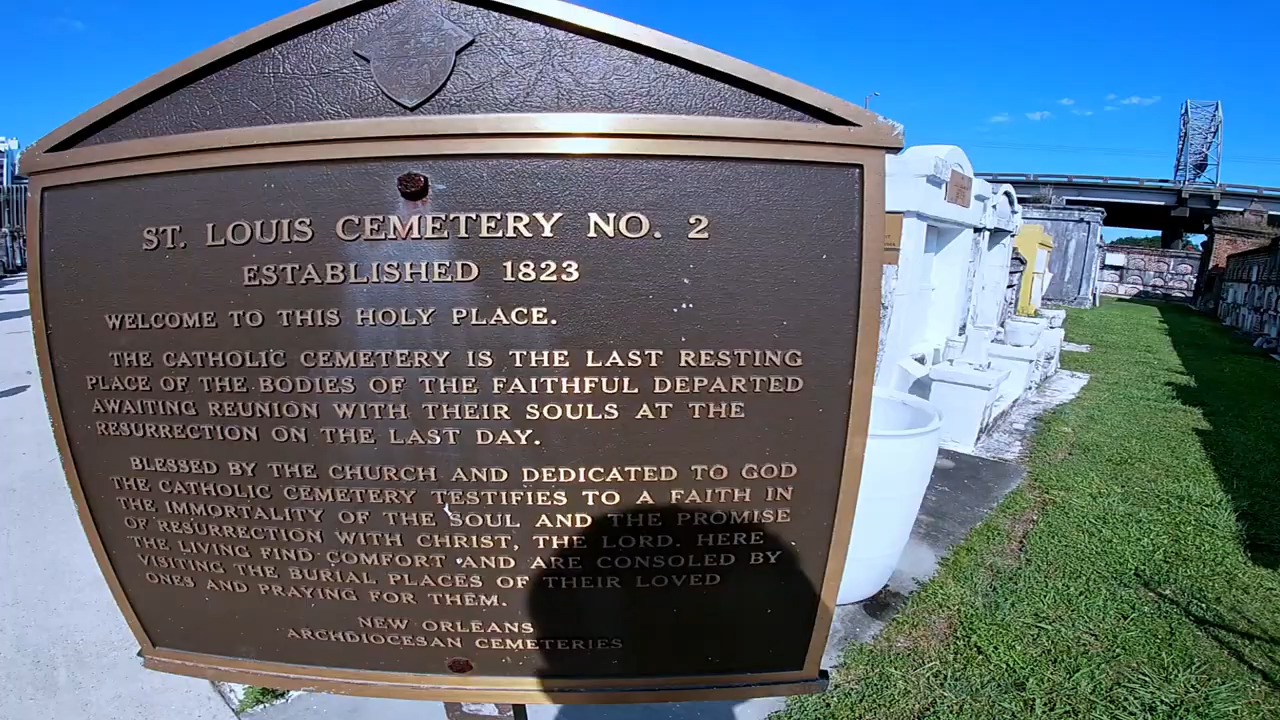 ST. LOUIS CEMETERY NO. 2
ESTABLISHED 1823
WELCOME TO THIS HOLY PLACE.
THE CATHOLIC CEMETERY IS THE LAST RESTING
PLACE OF THE BODIES OF THE FAITHFUL DEPARTED
AWAITING REUNION WITH THEIR SOULS AT THE
RESURRECTION ON THE LAST DAY.
BLESSED BY THE CHURCH AND DEDICATED TO GOD
THE CATHOLIC CEMETERY TESTIFIES TO A FAITH IN
THE IMMORTALITY OF THE SOUL AND THE PROMISE
OF RESURRECTION WITH CHRIST, THE LORD. HERE
THE LIVING FIND COMFORT AND ARE CONSOLED BY
VISITING THE BURIAL PLACES OF THEIR LOVED
ONES AND PRAYING FOR THEM.
NEW ORLEANS
ARCHDIOCESAN CEMETERIES